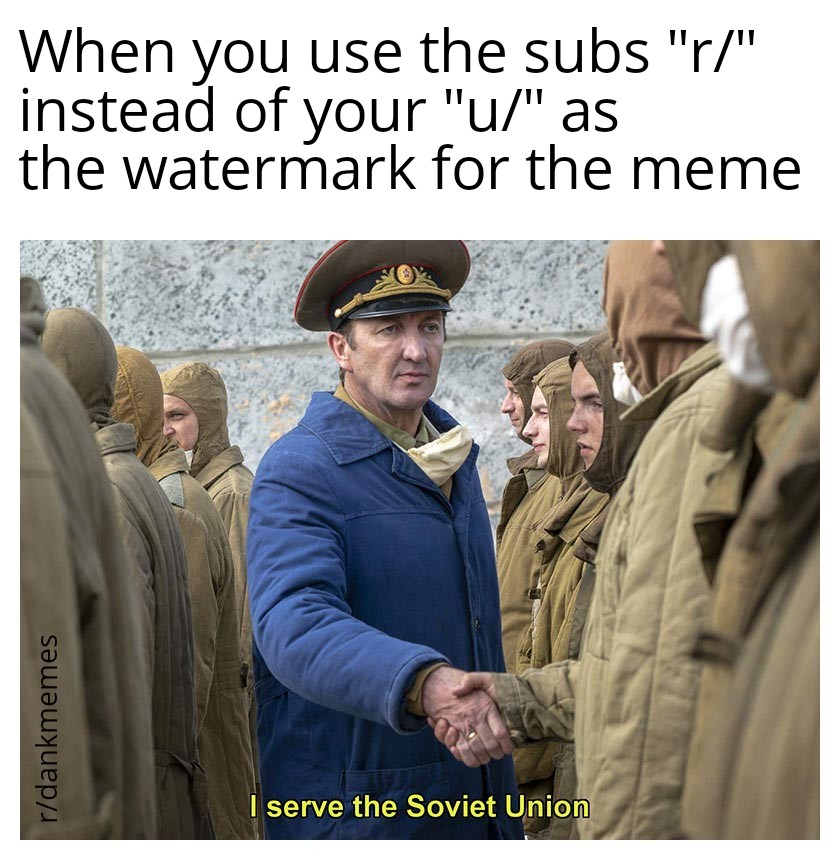 When you use the subs "r/"
instead of your "u/" as
the watermark for the meme
r/dankmemes
I serve the Soviet Union